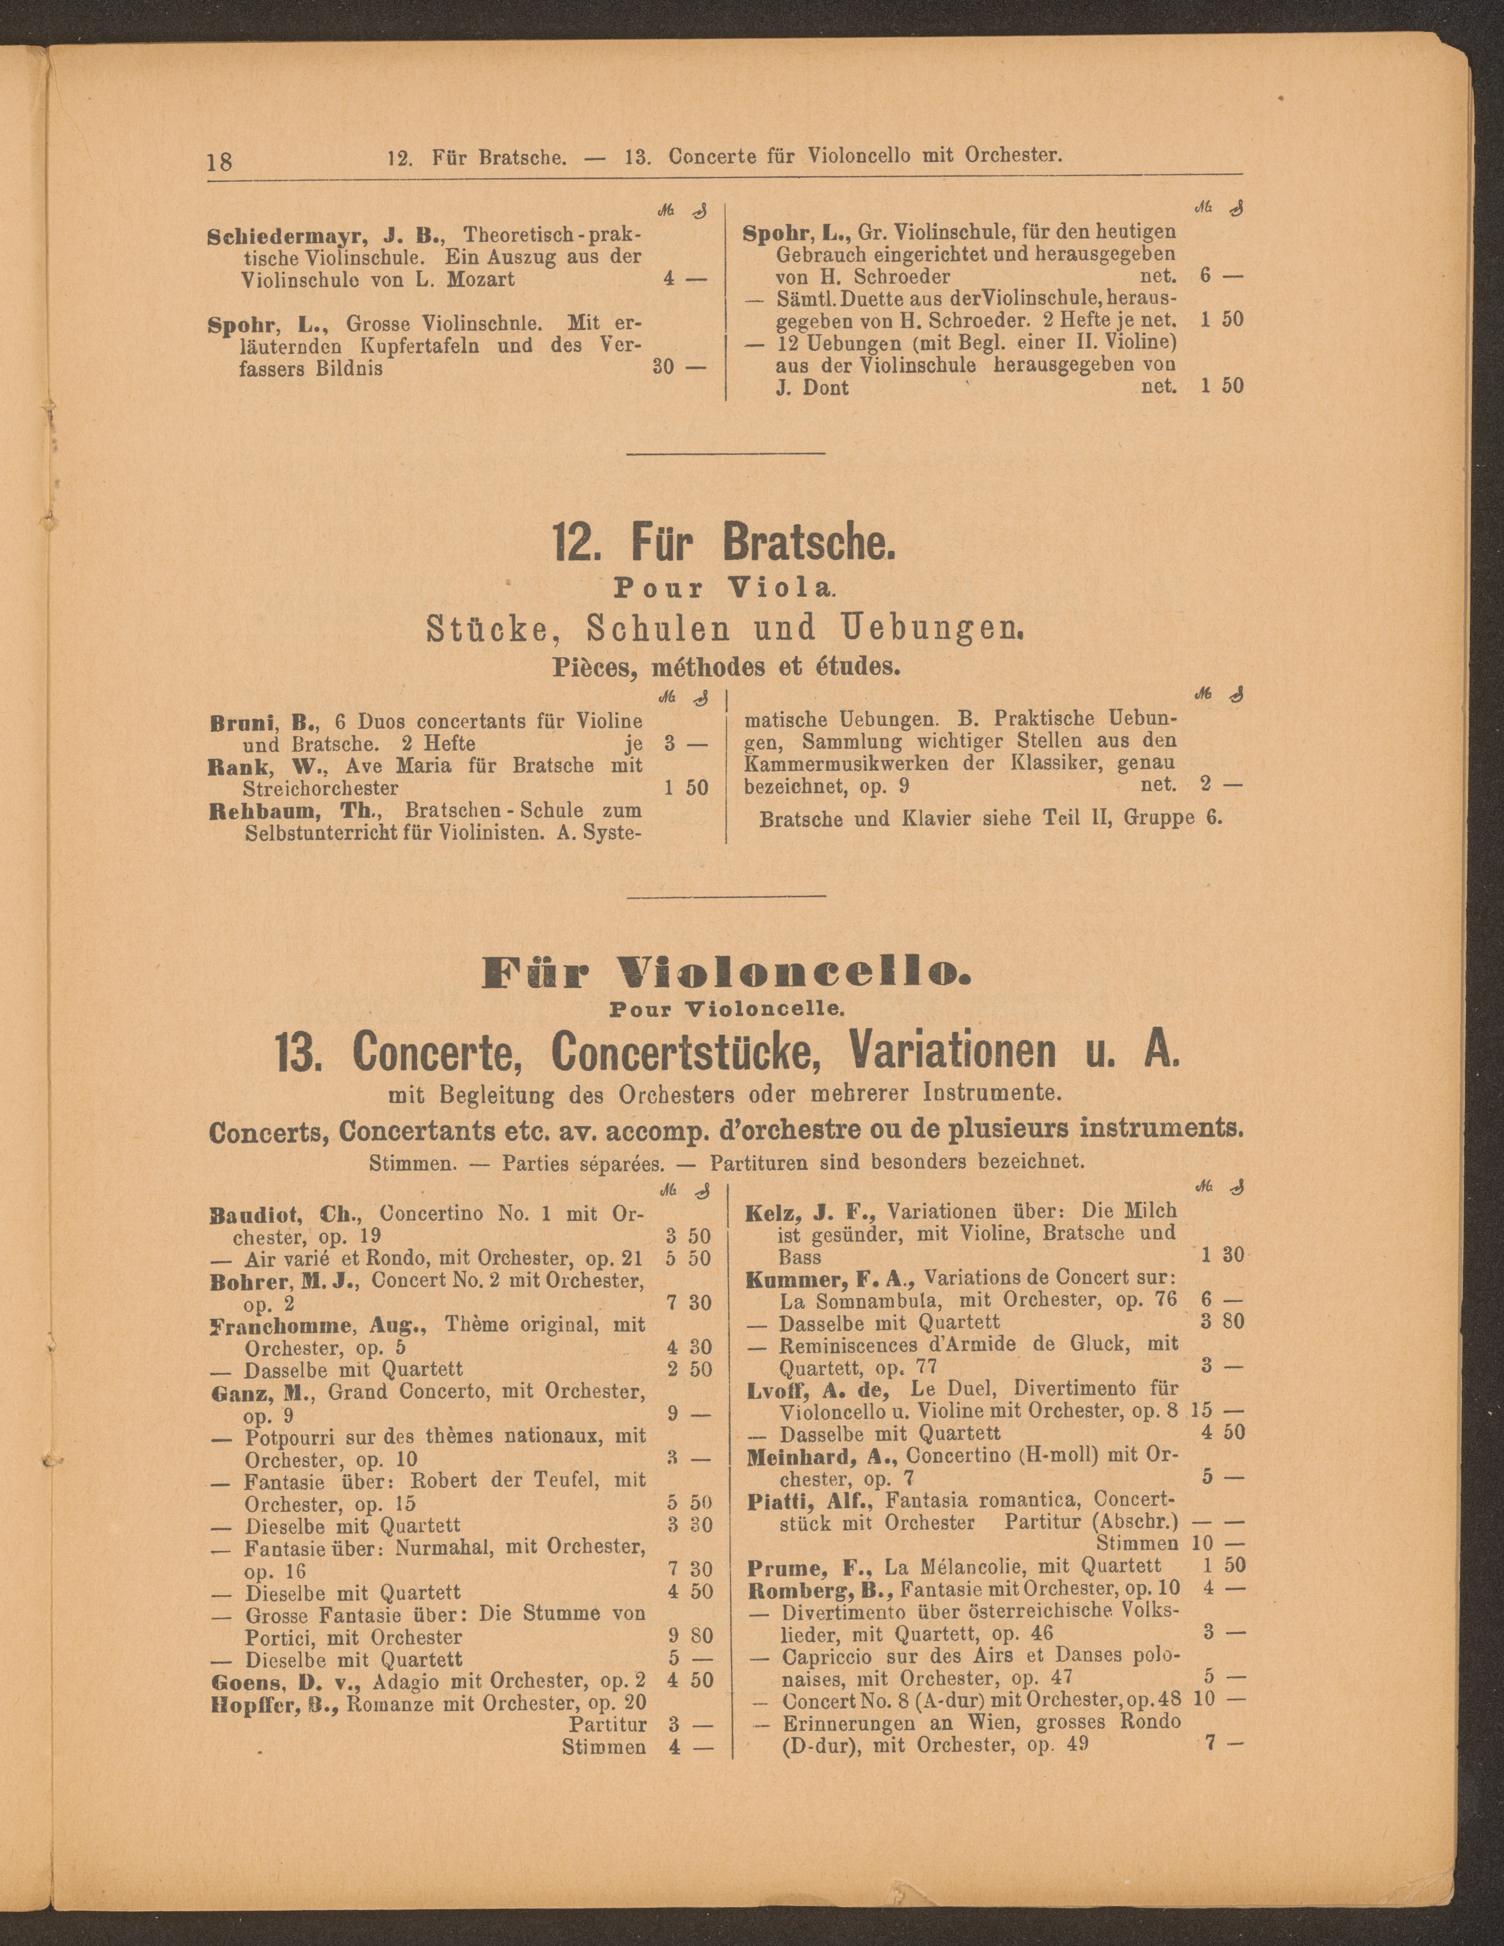 18
12. Für Bratsche. — 13. Concerte für Violoncello mit Orchester.
ℳ ₰
Schiedermayr, J. B., Theoretisch-prak-
tische Violinschule. Ein Auszug aus der
Violinschule von L. Mozart 4 —
Spohr, L., Grosse Violinschnle. Mit er-
läuternden Kupfertafeln und des Ver-
fassers Bildnis 30 —
ℳ ₰
Spohr, L., Gr. Violinschule, für den heutigen
Gebrauch eingerichtet und herausgegeben
von H. Schroeder net. 6 —
— Sämtl. Duette aus der Violinschule, heraus-
gegeben von H. Schroeder. 2 Hefte je net. 1 50
— 12 Uebungen (mit Begl. einer II. Violine)
aus der Violinschule herausgegeben von
J. Dont net. 1 50
12. Für Bratsche.
Pour Viola.
Stücke, Schulen und Uebungen.
Pièces, méthodes et études.
ℳ ₰
Bruni, B., 6 Duos concertants für Violine
und Bratsche. 2 Hefte je 3 —
Rank, W., Ave Maria für Bratsche mit
Streichorchester 1 50
Rehbaum, Th., Bratschen-Schule zum
Selbstunterricht für Violinisten. A. Syste-
ℳ ₰
matische Uebungen. B. Praktische Uebun-
gen, Sammlung wichtiger Stellen aus den
Kammermusikwerken der Klassiker, genau
bezeichnet, op. 9 net. 2 —
Bratsche und Klavier siehe Teil II, Gruppe 6.
Für Violoncello.
Pour Violoncelle.
13. Concerte, Concertstücke, Variationen u. A.
mit Begleitung des Orchesters oder mehrerer Instrumente.
Concerts, Concertants etc. av. accomp. d'orchestre ou de plusieurs instruments.
Stimmen. — Parties séparées. — Partituren sind besonders bezeichnet.
ℳ ₰
Baudiot, Ch., Concertino No. 1 mit Or-
chester, op. 19 3 50
— Air varié et Rondo, mit Orchester, op. 21 5 50
Bohrer, M. J., Concert No. 2 mit Orchester,
op. 2 7 30
Franchomme, Aug., Thème original, mit
Orchester, op. 5 4 30
— Dasselbe mit Quartett 2 50
Ganz, M., Grand Concerto, mit Orchester,
op. 9 9 —
— Potpourri sur des thèmes nationaux, mit
Orchester, op. 10 3 —
— Fantasie über: Robert der Teufel, mit
Orchester, op. 15 5 50
— Dieselbe mit Quartett 3 30
— Fantasie über: Nurmahal, mit Orchester,
op. 16 7 30
— Dieselbe mit Quartett 4 50
— Grosse Fantasie über: Die Stumme von
Portici, mit Orchester 9 80
— Dieselbe mit Quartett 5 —
Goens, D. v., Adagio mit Orchester, op. 2 4 50
Hopffer, B., Romanze mit Orchester, op. 20
Partitur 3 —
Stimmen 4 —
ℳ ₰
Kelz, J. F., Variationen über: Die Milch
ist gesünder, mit Violine, Bratsche und
Bass 1 30
Kummer, F. A., Variations de Concert sur:
La Somnambula, mit Orchester, op. 76 6 —
— Dasselbe mit Quartett 3 80
— Reminiscences d'Armide de Gluck, mit
Quartett, op. 77 3 —
Lvoff, A. de, Le Duel, Divertimento für
Violoncello u. Violine mit Orchester, op. 8 15 —
— Dasselbe mit Quartett 4 50
Meinhard, A., Concertino (H-moll) mit Or-
chester, op. 7 5 —
Piatti, Alf., Fantasia romantica, Concert-
stück mit Orchester Partitur (Abschr.) — —
Stimmen 10 —
Prume, F., La Mélancolie, mit Quartett 1 50
Romberg, B., Fantasie mit Orchester, op. 10 4 —
— Divertimento über österreichische Volks-
lieder, mit Quartett, op. 46 3 —
— Capriccio sur des Airs et Danses polo-
naises, mit Orchester, op. 47 5 —
— Concert No. 8 (A-dur) mit Orchester, op. 48 10 —
— Erinnerungen an Wien, grosses Rondo
(D-dur), mit Orchester, op. 49 7 —